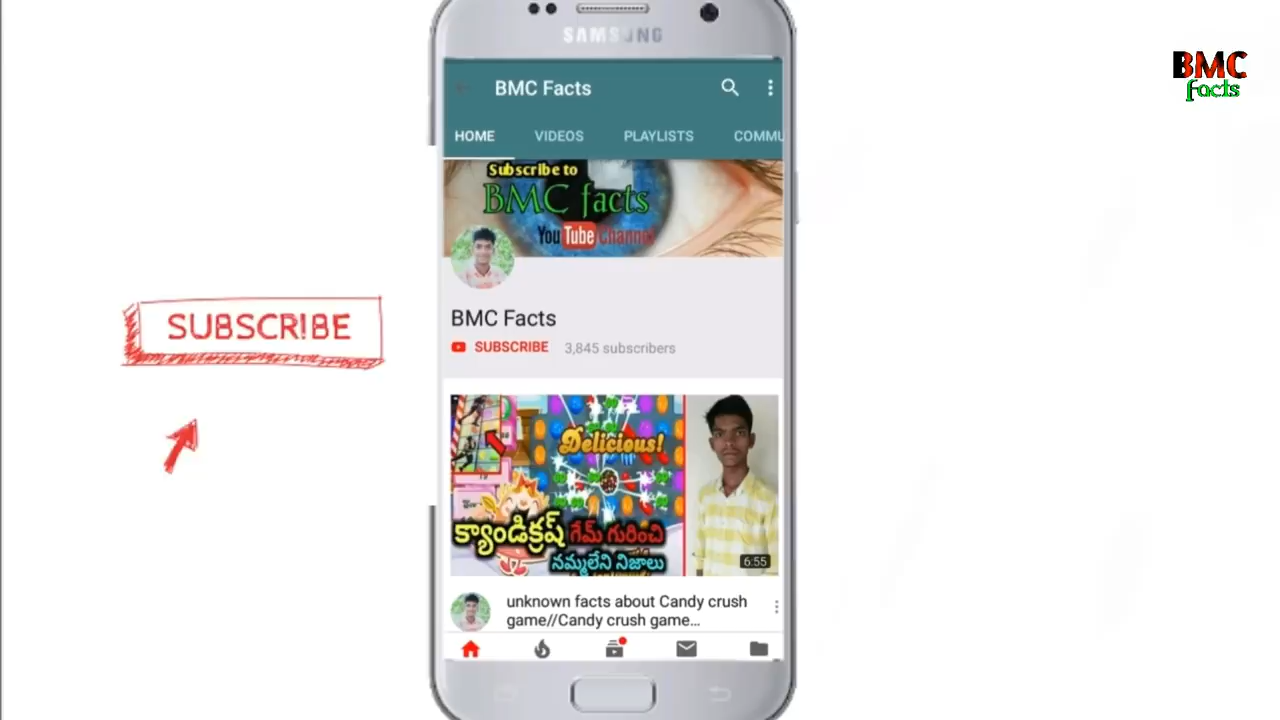 SAMSUNG
BMC Facts
HOME VIDEOS PLAYLISTS COMMU
Subscribe to
BMC facts
YouTube Channel
BMC Facts
SUBSCRIBE 3,845 subscribers
Delicious!
క్యాండిక్రష్ గేమ్ గురించి
నమ్మలేని నిజాలు
6:55
unknown facts about Candy crush
game//Candy crush game...
SUBSCRIBE
BMC
facts